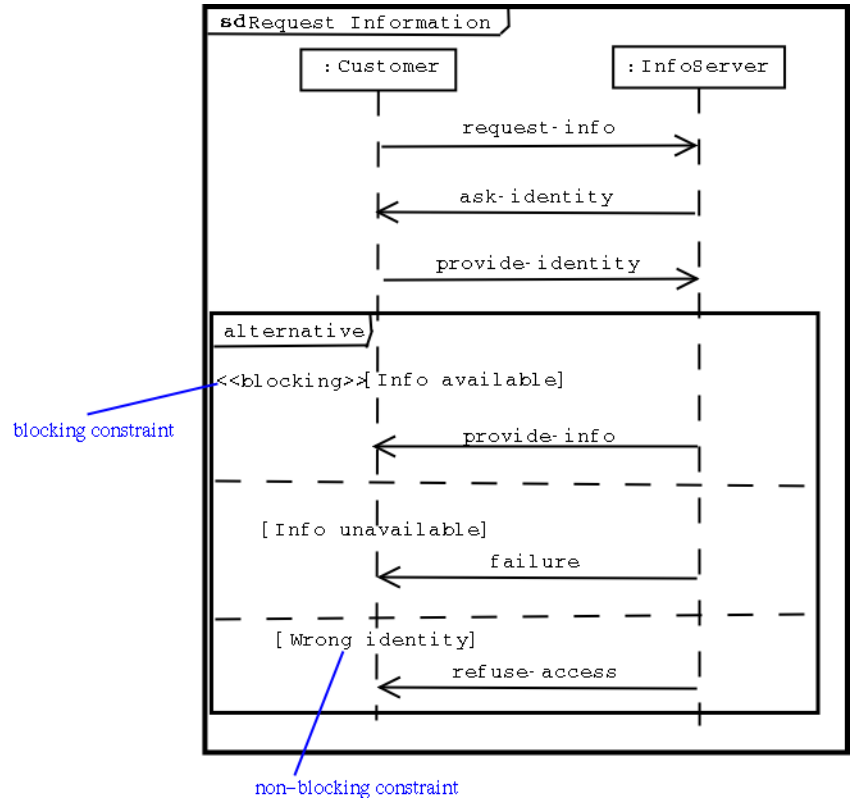 sdRequest Information
:Customer
:InfoServer
request-info
ask-identity
provide-identity
alternative
<<blocking>>[Info available]
blocking constraint
provide-info
[Info unavailable]
failure
[Wrong identity]
refuse-access
non-blocking constraint